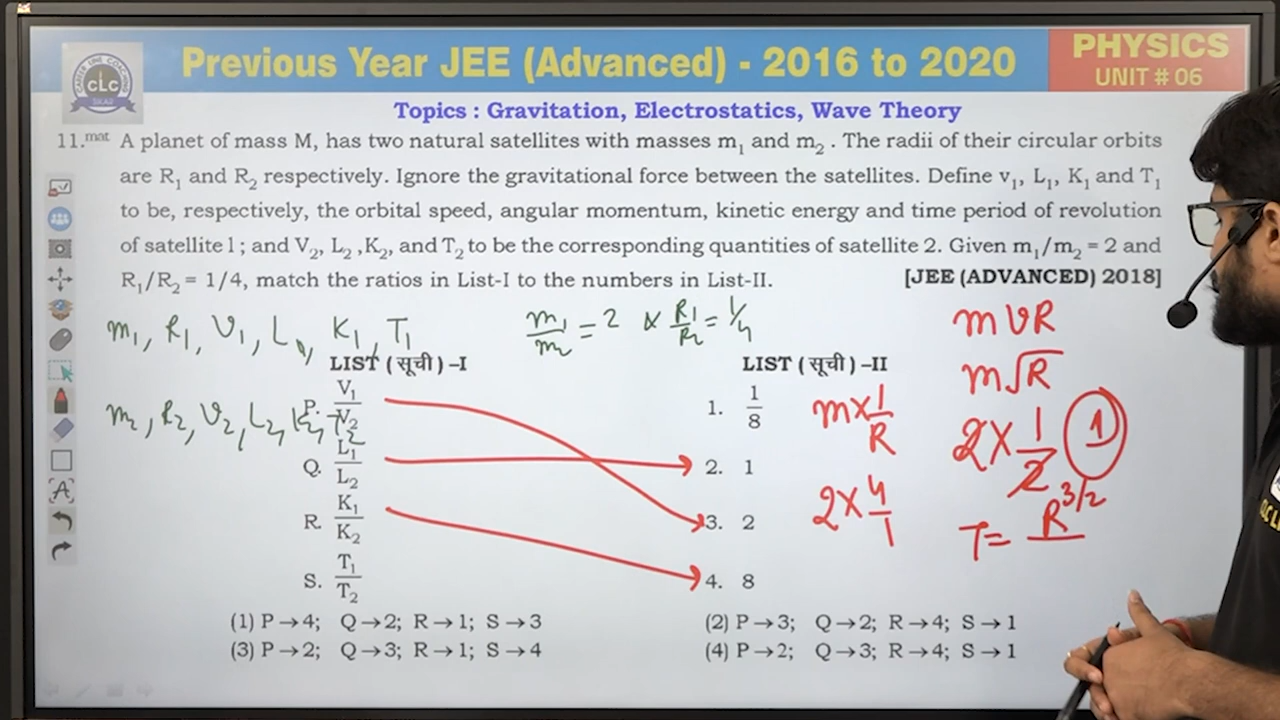 Previous Year JEE (Advanced) - 2016 to 2020
PHYSICS
UNIT # 06
CLC
SIKAR
Topics : Gravitation, Electrostatics, Wave Theory
11.mat A planet of mass M, has two natural satellites with masses m₁ and m₂ . The radii of their circular orbits
are R₁ and R₂ respectively. Ignore the gravitational force between the satellites. Define v₁, L₁, K₁ and T₁
to be, respectively, the orbital speed, angular momentum, kinetic energy and time period of revolution
of satellite 1 ; and V₂, L₂ ,K₂, and T₂ to be the corresponding quantities of satellite 2. Given m₁/m₂ = 2 and
R₁/R₂ = 1/4, match the ratios in List-I to the numbers in List-II.
[JEE (ADVANCED) 2018]
m₁, R₁, v₁, L₁, K₁, T₁
m₁/m₂ = 2 & R₁/R₂ = 1/4
m v R
m√R
LIST (सूची) –I
LIST (सूची) –II
m₂, R₂, v₂, L₂, K₂, T₂
P. V₁/V₂
1. 1/8
m × 1/R
2 × 1/2 1
Q. L₁/L₂
2. 1
R. K₁/K₂
3. 2
2 × 4/1
T = R^3/2
S. T₁/T₂
4. 8
(1) P→4; Q→2; R→1; S→3
(2) P→3; Q→2; R→4; S→1
(3) P→2; Q→3; R→1; S→4
(4) P→2; Q→3; R→4; S→1